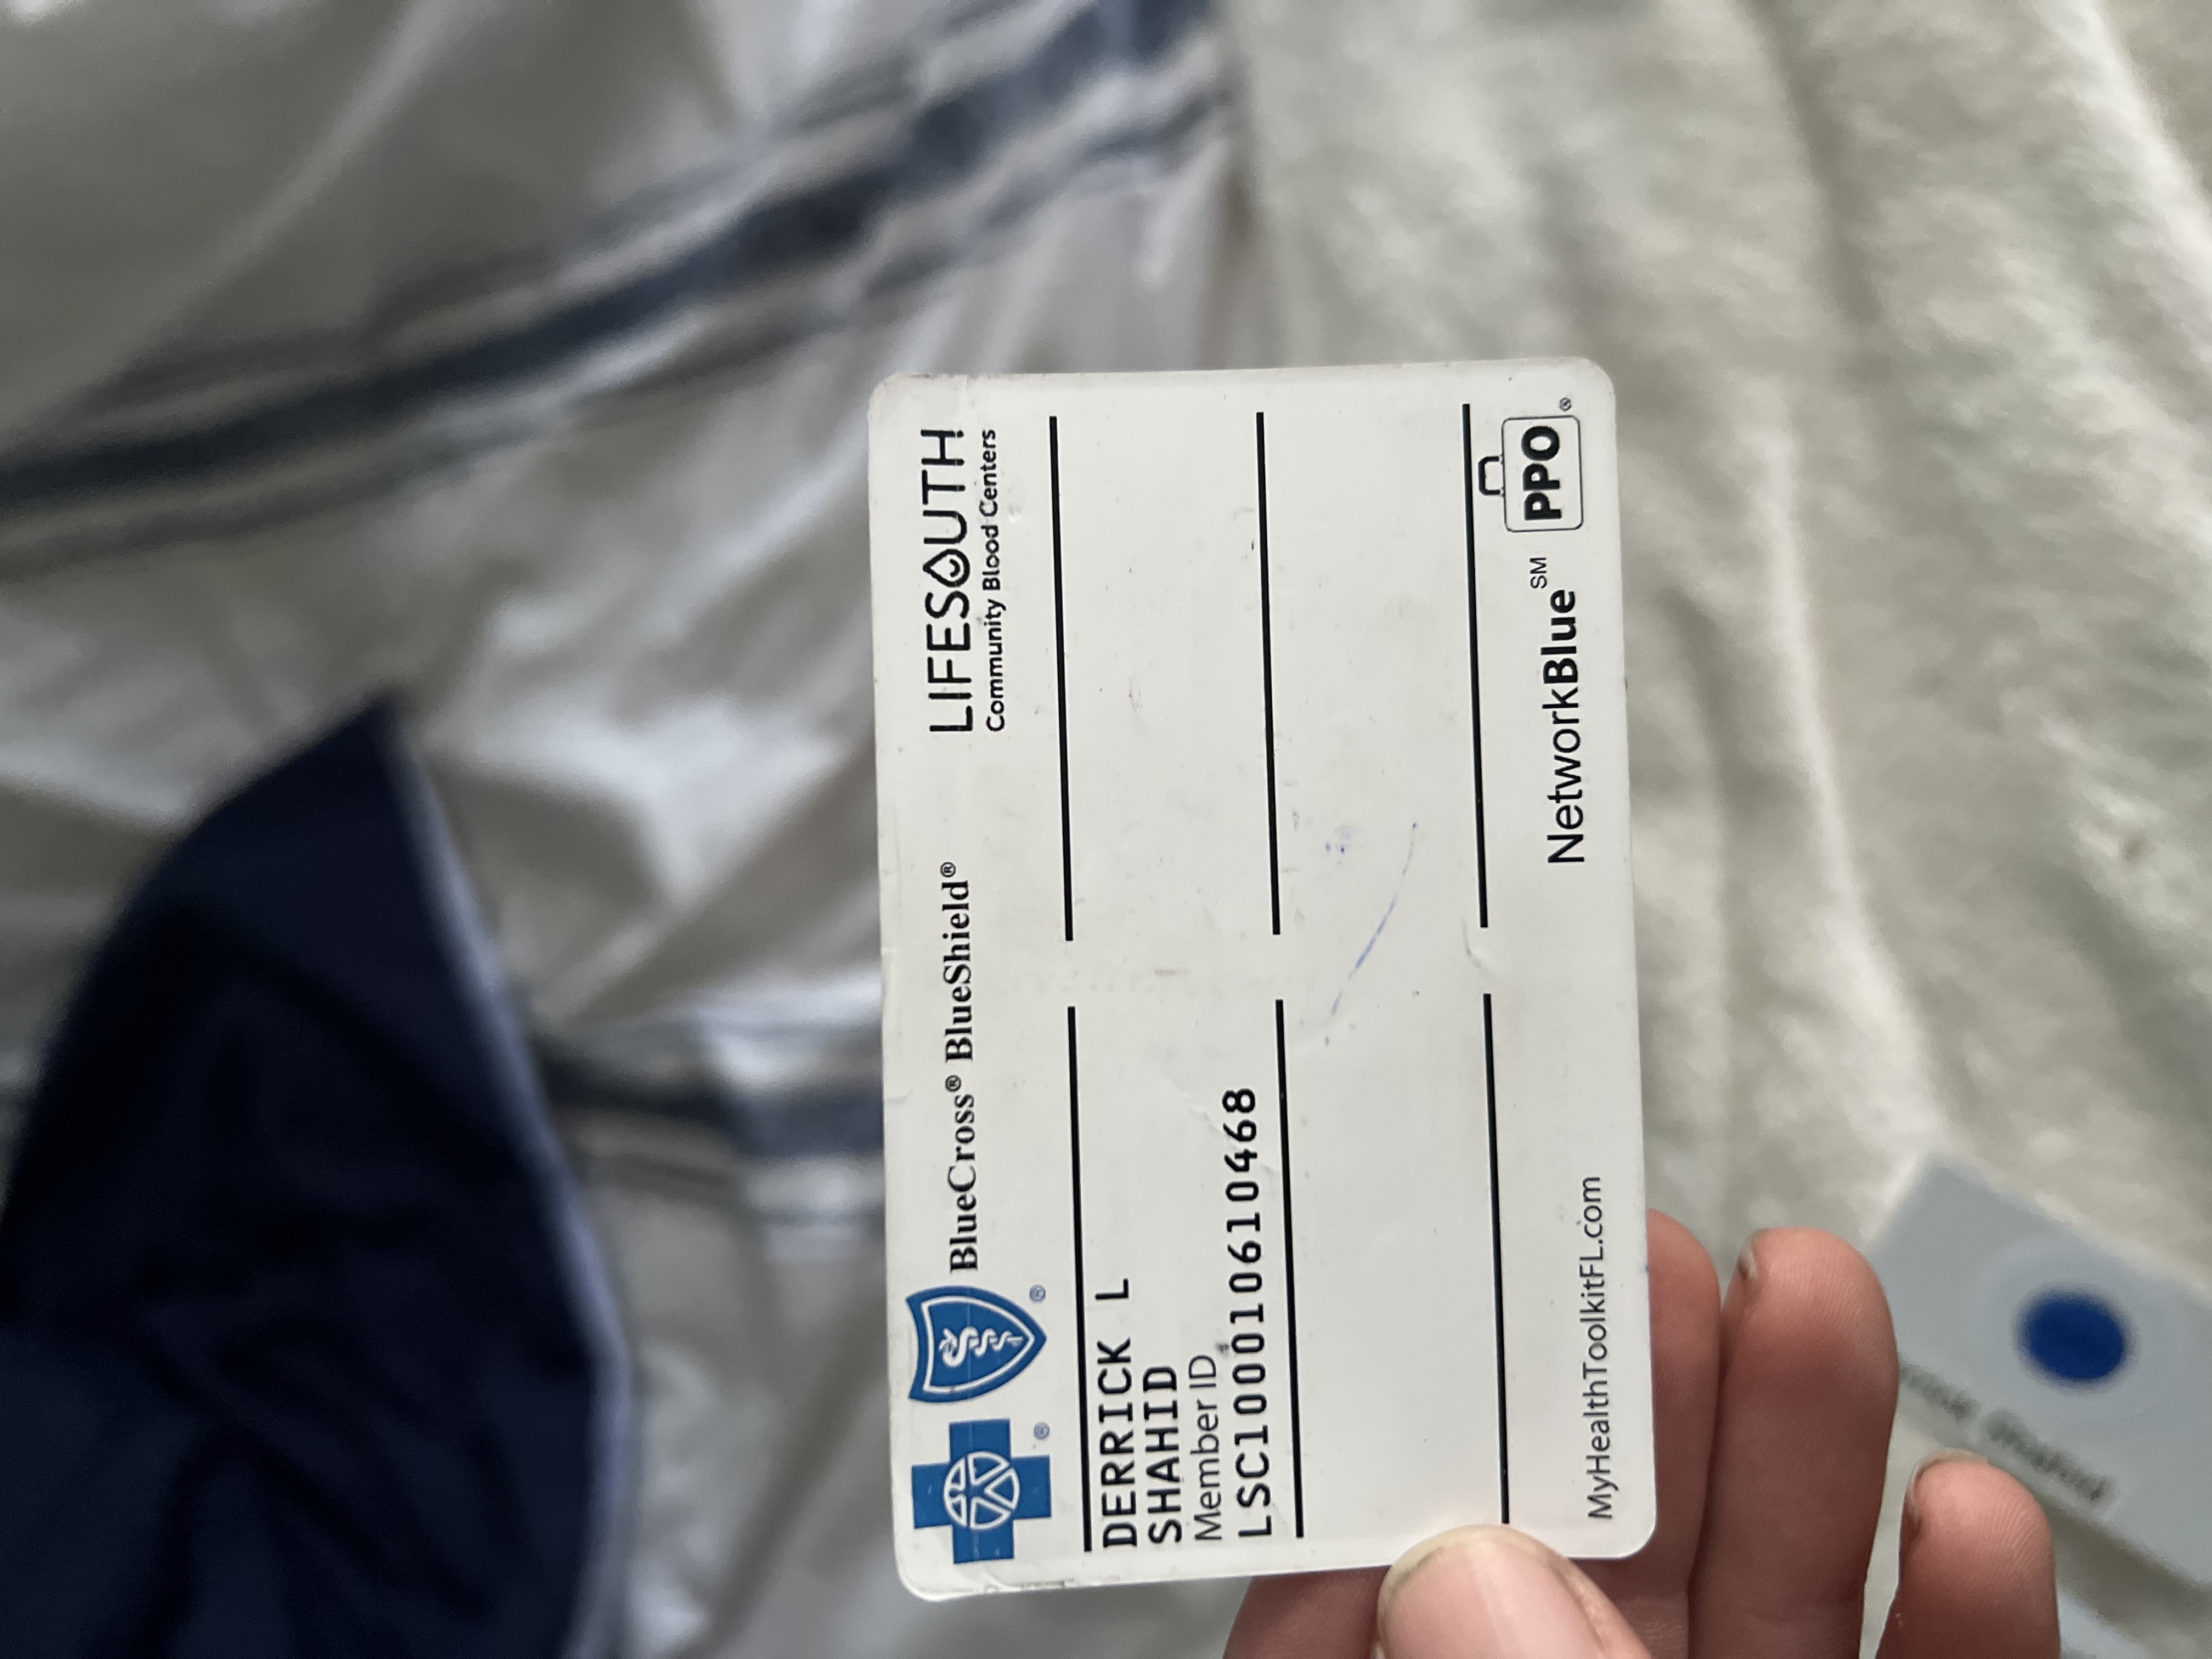 BlueCross® BlueShield®
LIFESOUTH
Community Blood Centers
®
®
DERRICK L
SHAHID
Member ID
LSC100010610468
MyHealthToolkitFL.com
NetworkBlue℠
PPO®